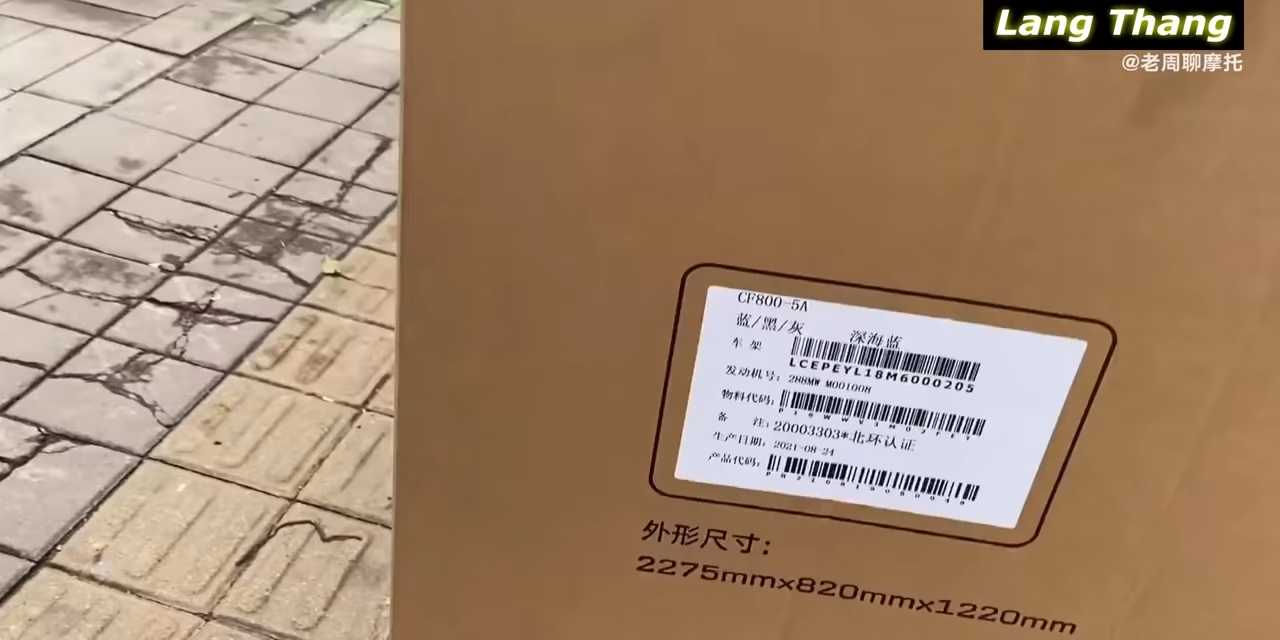 Lang Thang
@老周聊摩托
CF800-5A
蓝/黑/灰 深海蓝
车 架
LCEPEYL18M6000205
发动机号: 288MW M001008
物料代码:
备 注: 20003303*北环认证
生产日期: 2021-08-24
产品代码:
外形尺寸:
2275mmx820mmx1220mm